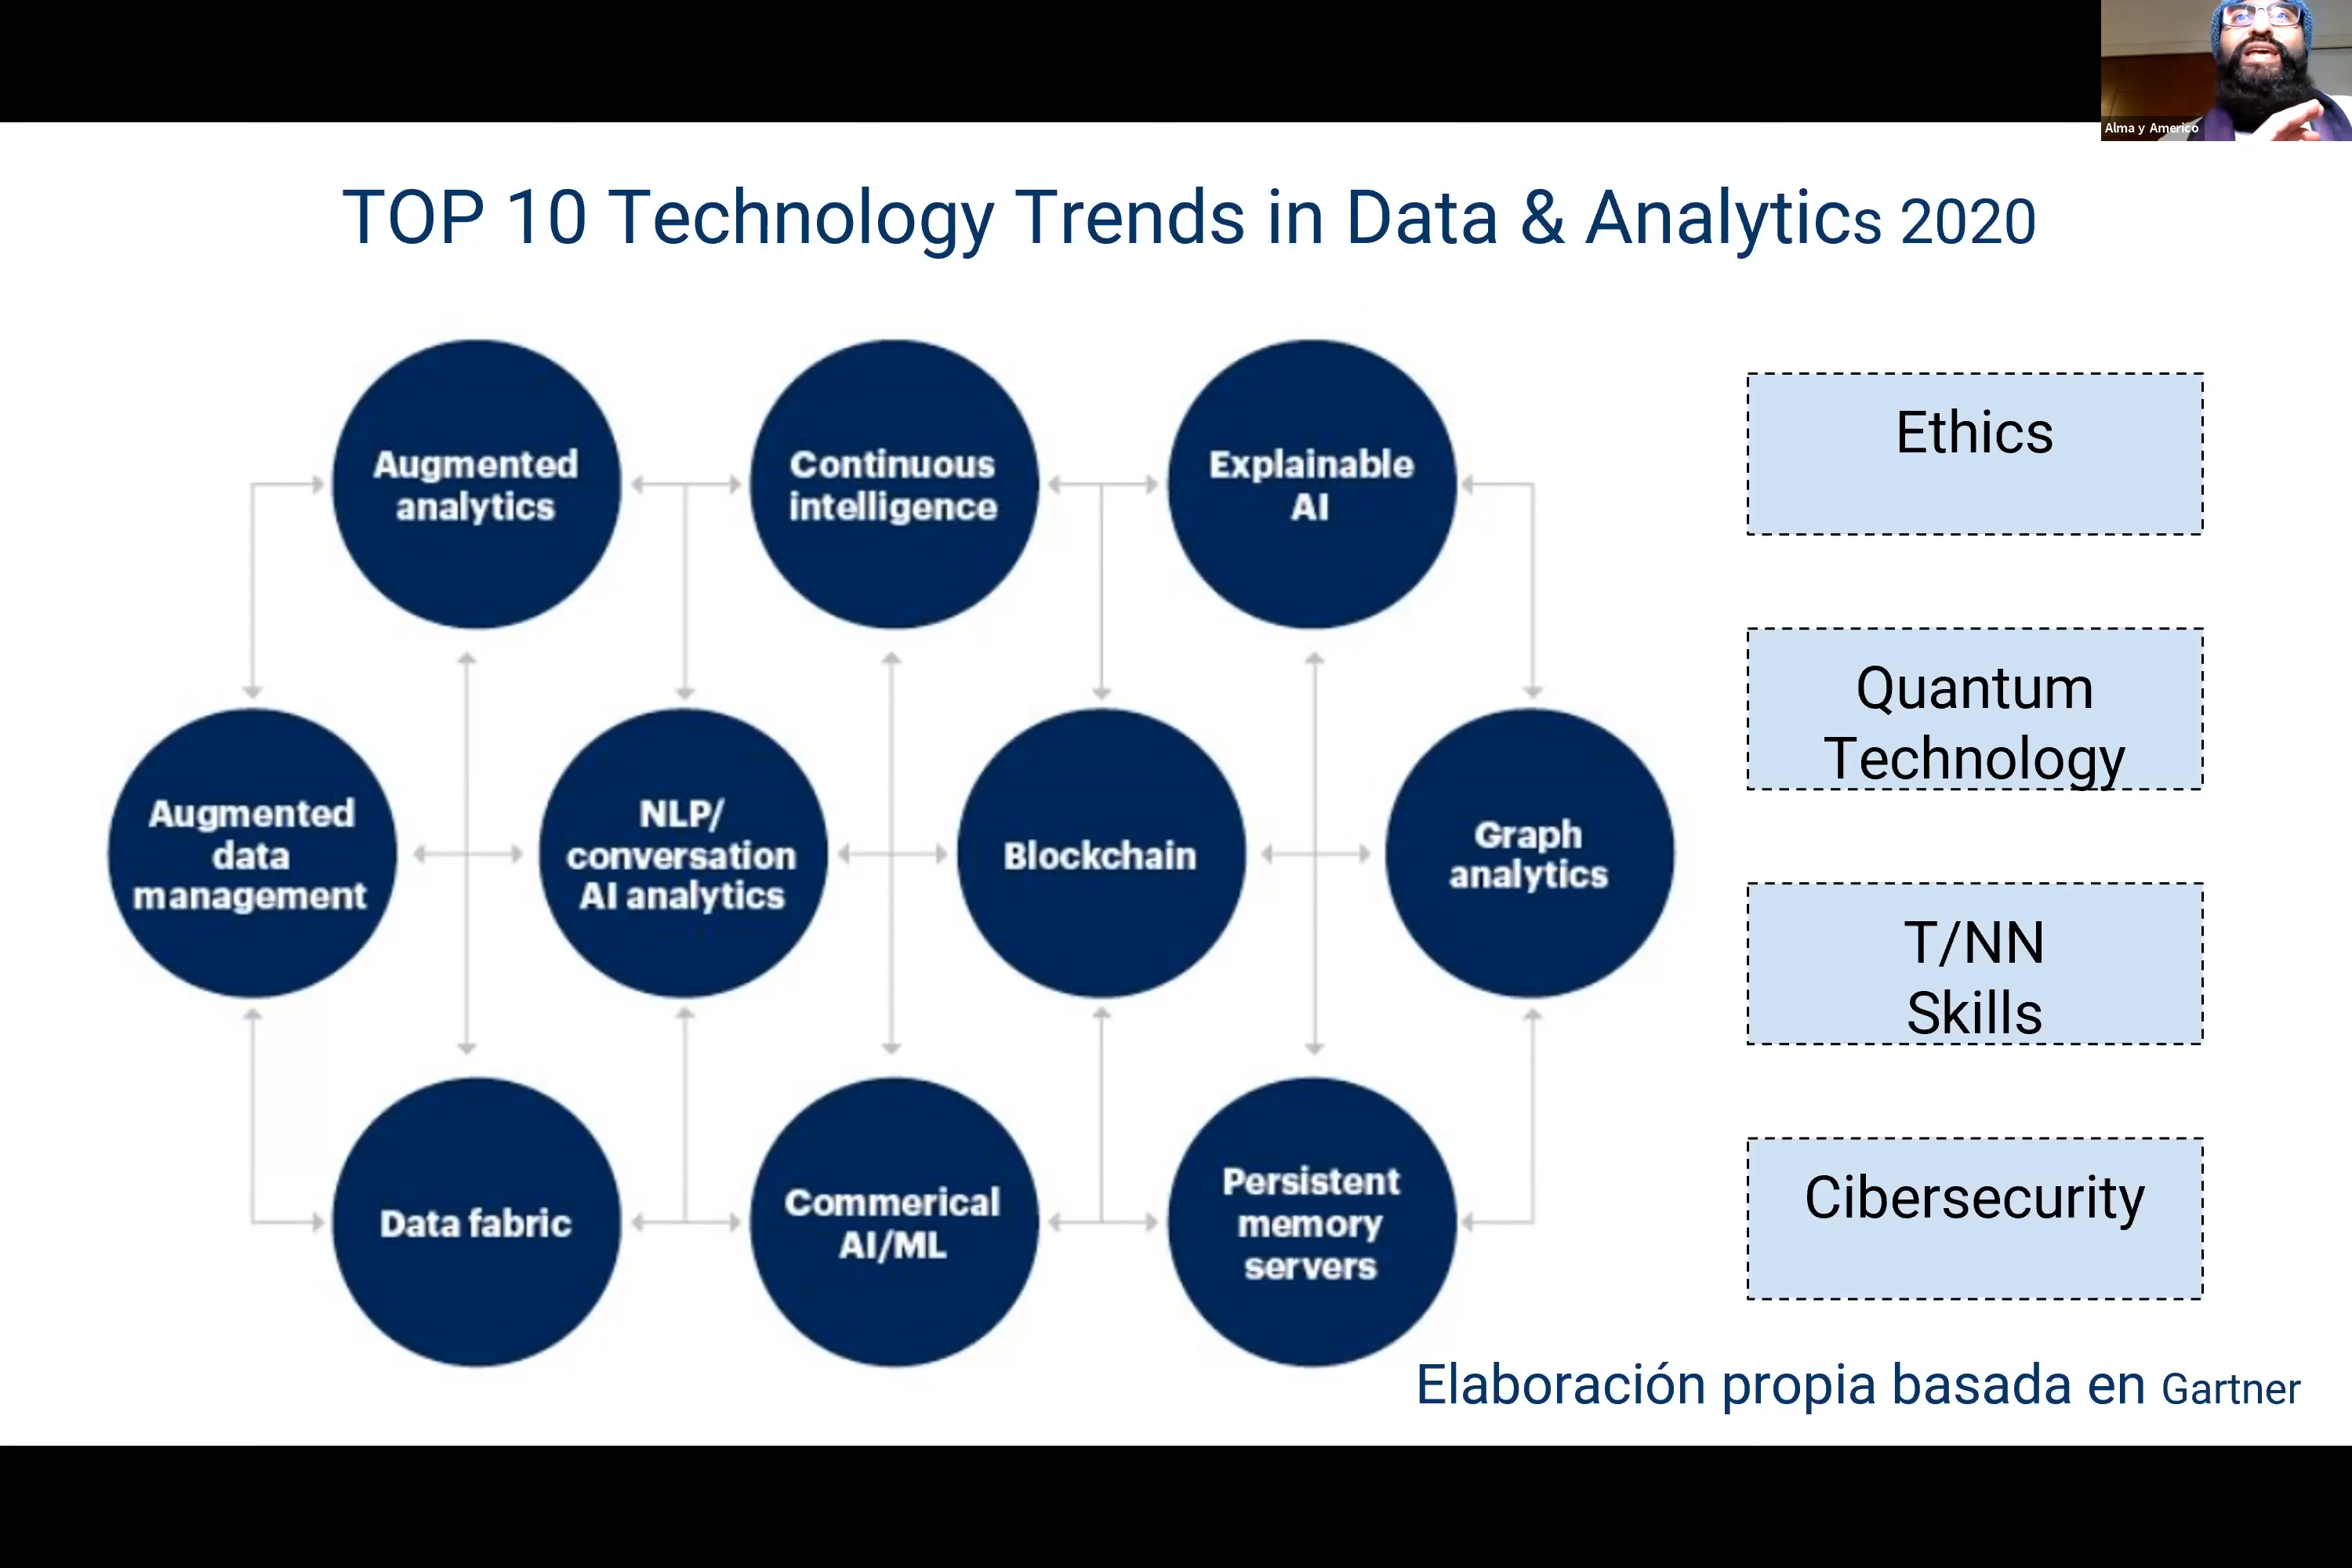 Alma y Americo
TOP 10 Technology Trends in Data & Analytics 2020
Augmented
analytics
Continuous
intelligence
Explainable
AI
Augmented
data
management
NLP/
conversation
AI analytics
Blockchain
Graph
analytics
Data fabric
Commerical
AI/ML
Persistent
memory
servers
Ethics
Quantum
Technology
T/NN
Skills
Cibersecurity
Elaboración propia basada en Gartner